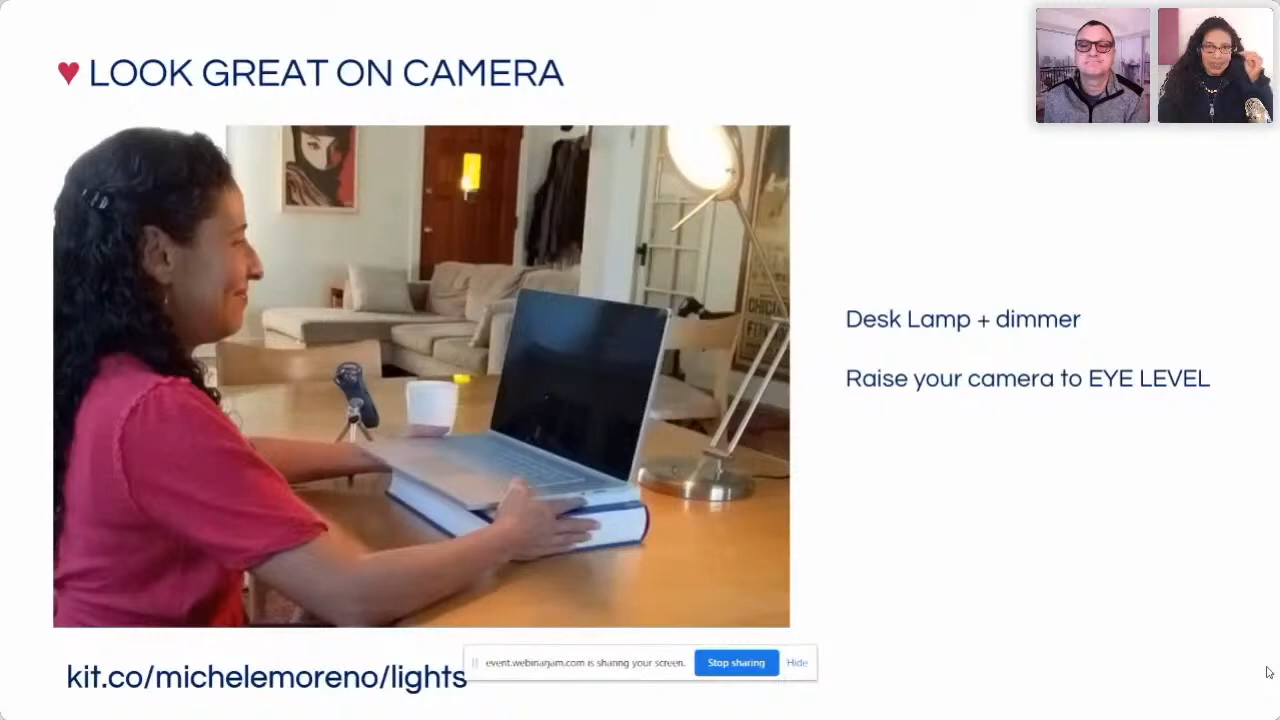 ♥ LOOK GREAT ON CAMERA
Desk Lamp + dimmer
Raise your camera to EYE LEVEL
kit.co/michelemoreno/lights
event.webinarjam.com is sharing your screen.
Stop sharing
Hide